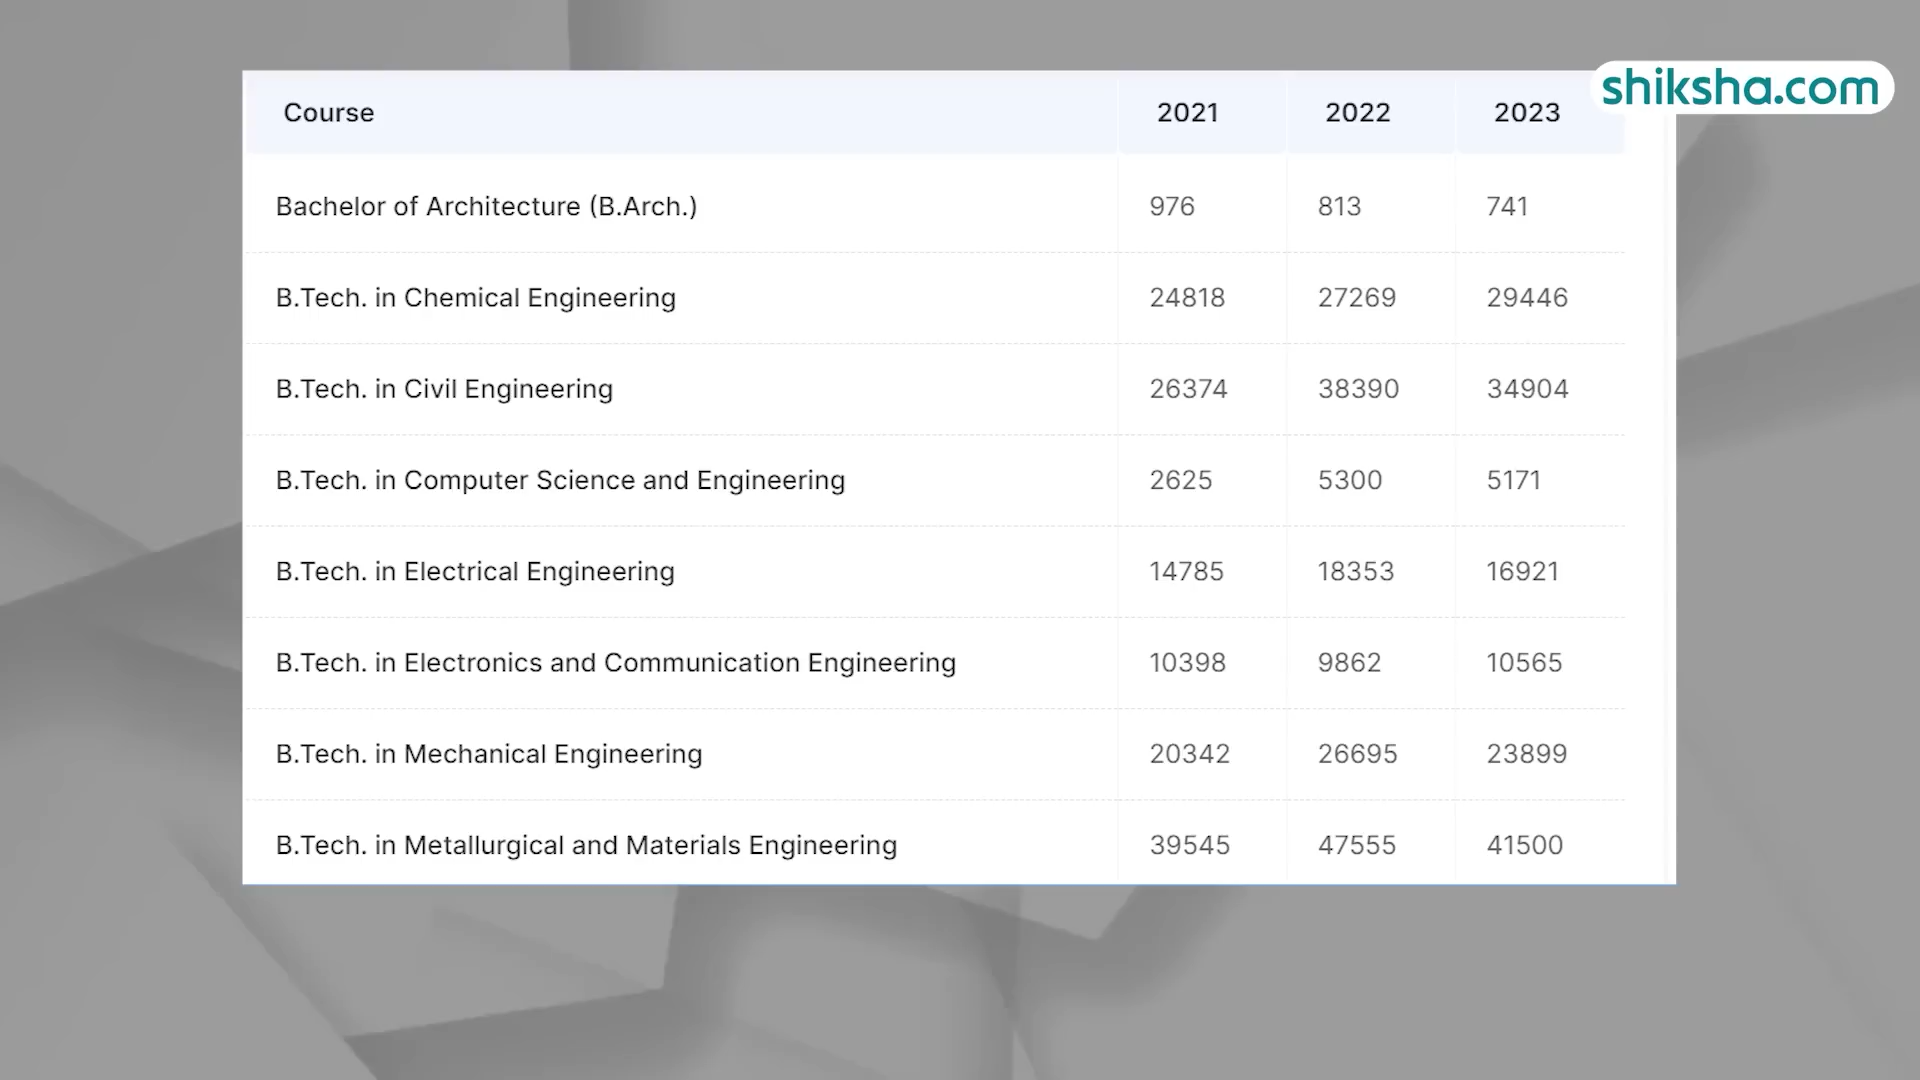 shiksha.com
Course 2021 2022 2023
Bachelor of Architecture (B.Arch.) 976 813 741
B.Tech. in Chemical Engineering 24818 27269 29446
B.Tech. in Civil Engineering 26374 38390 34904
B.Tech. in Computer Science and Engineering 2625 5300 5171
B.Tech. in Electrical Engineering 14785 18353 16921
B.Tech. in Electronics and Communication Engineering 10398 9862 10565
B.Tech. in Mechanical Engineering 20342 26695 23899
B.Tech. in Metallurgical and Materials Engineering 39545 47555 41500